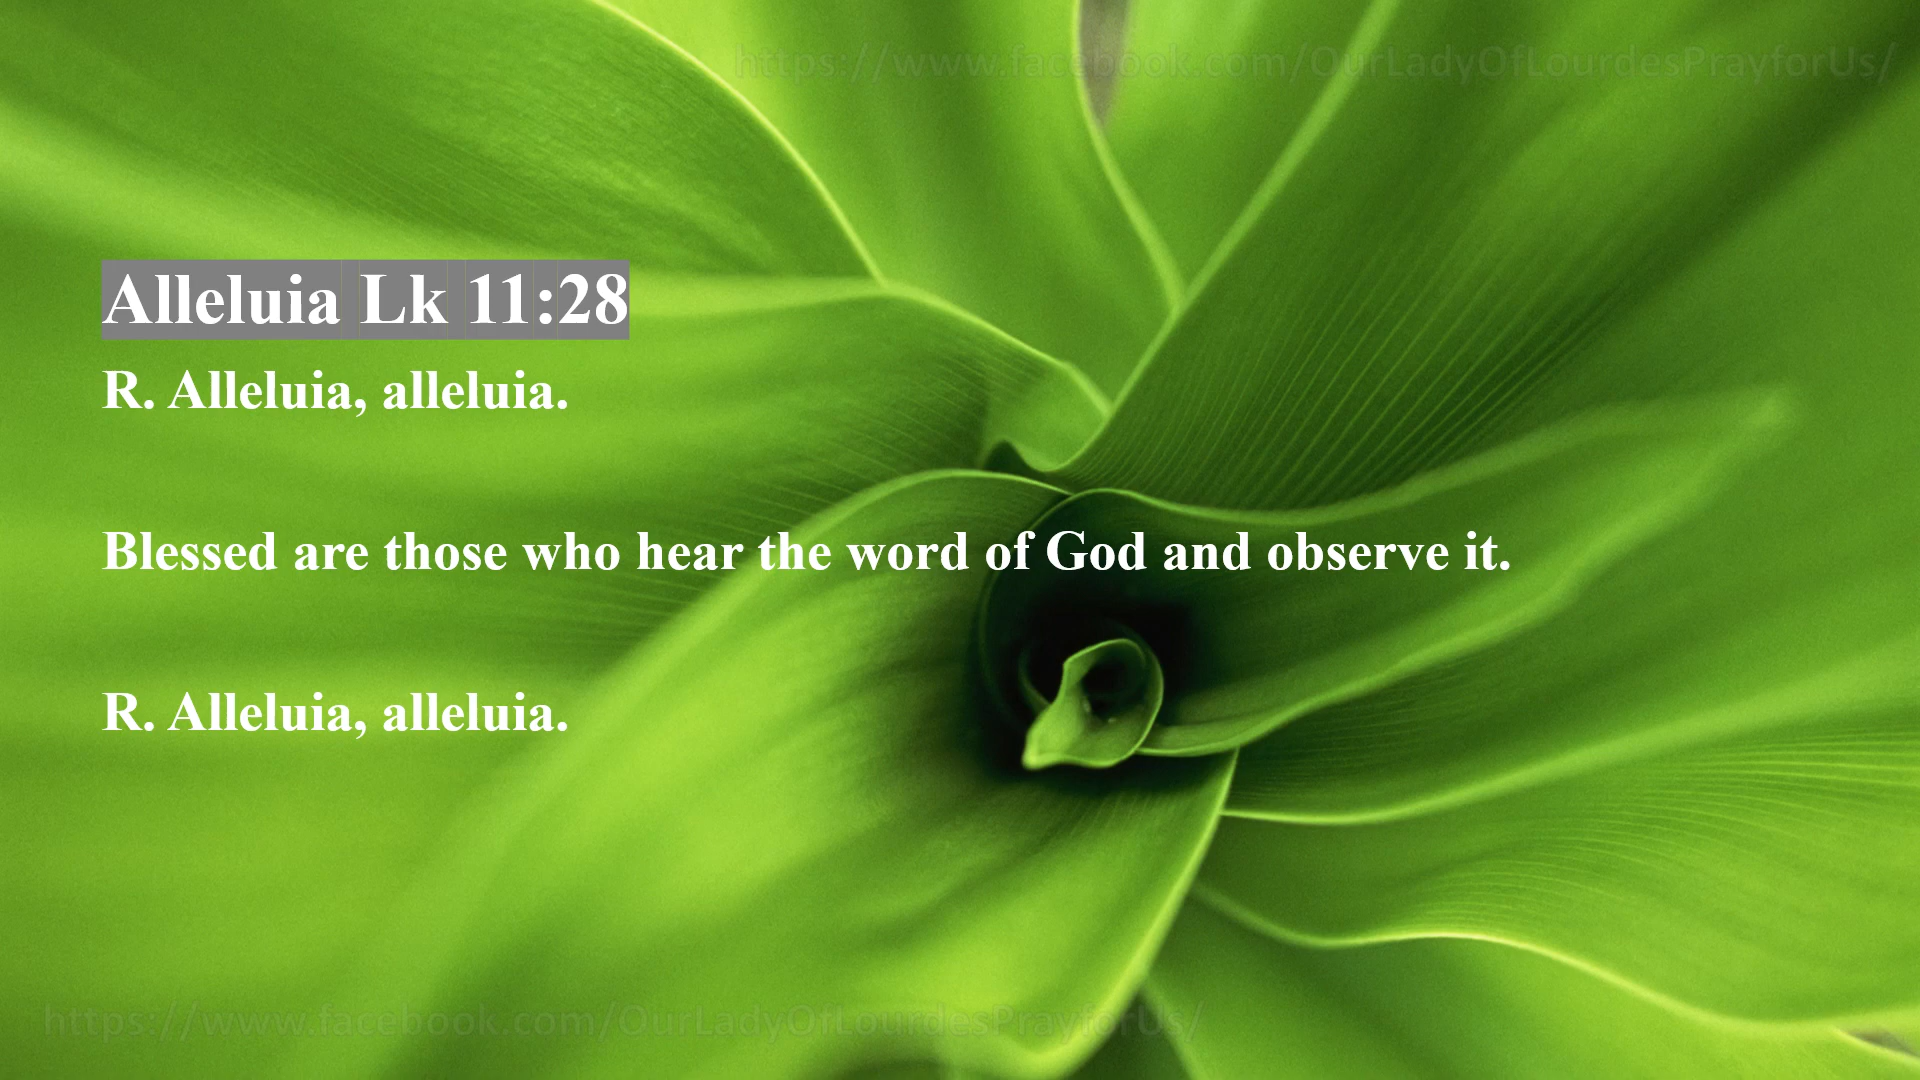 https://www.facebook.com/OurLadyOfLourdesPrayforUs/
Alleluia Lk 11:28
R. Alleluia, alleluia.
Blessed are those who hear the word of God and observe it.
R. Alleluia, alleluia.
https://www.facebook.com/OurLadyOfLourdesPrayforUs/